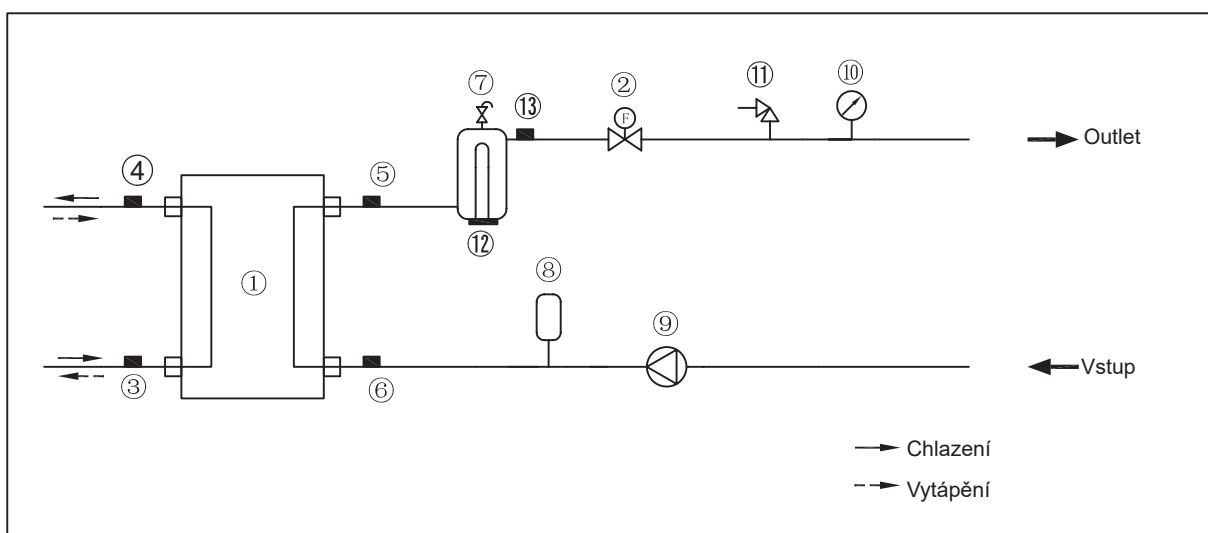 ⑦
⑬
②
⑪
⑩
F
Outlet
④
⑤
⑫
①
⑧
⑨
③
⑥
Vstup
Chlazení
Vytápění